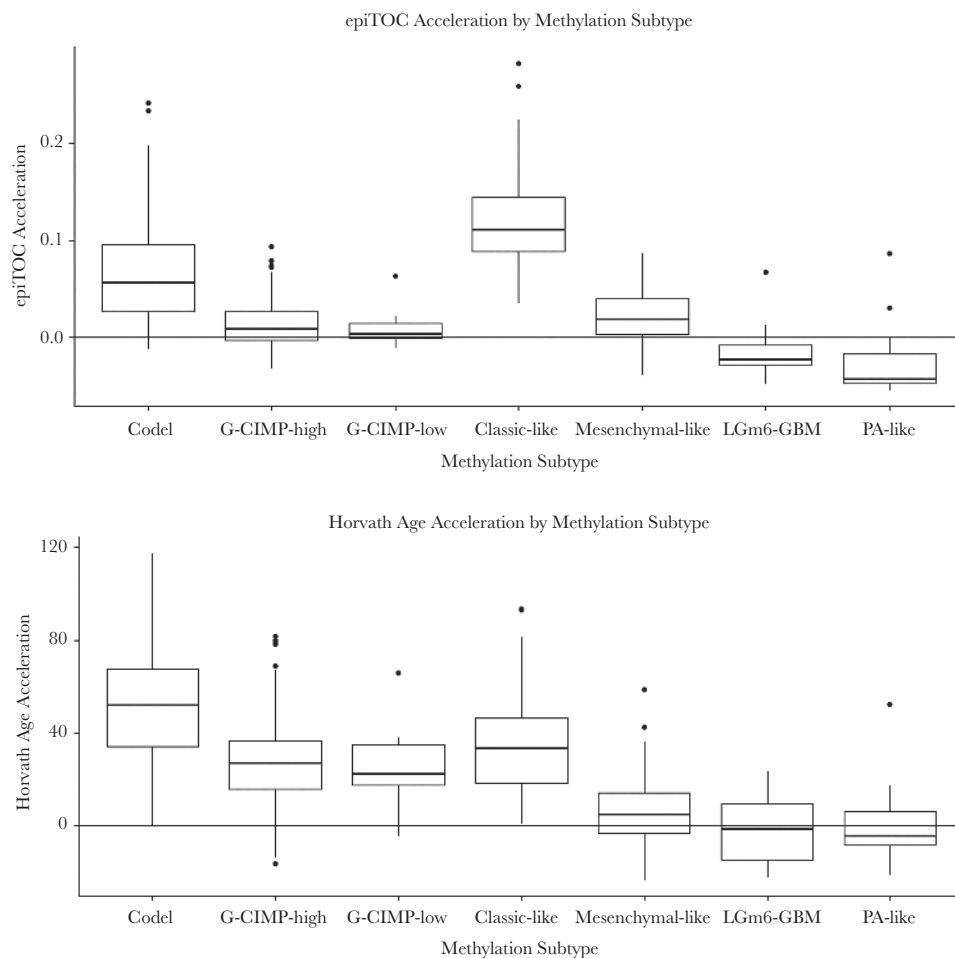 epiTOC Acceleration by Methylation Subtype
epiTOC Acceleration
0.2
0.1
0.0
Codel G-CIMP-high G-CIMP-low Classic-like Mesenchymal-like LGm6-GBM PA-like
Methylation Subtype
Horvath Age Acceleration by Methylation Subtype
Horvath Age Acceleration
120
80
40
0
Codel G-CIMP-high G-CIMP-low Classic-like Mesenchymal-like LGm6-GBM PA-like
Methylation Subtype